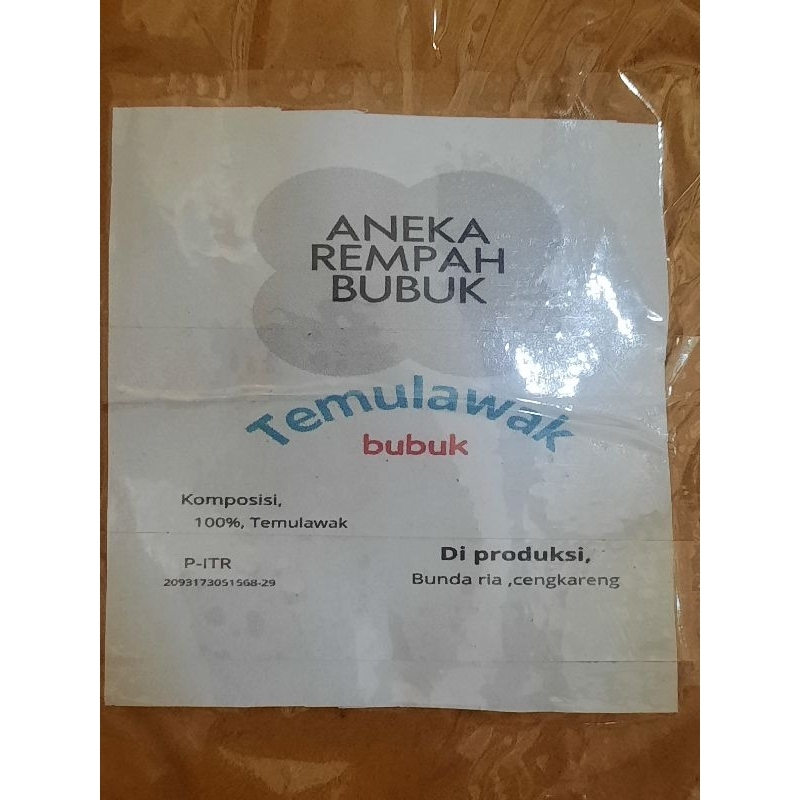 ANEKA
REMPAH
BUBUK
Temulawak
bubuk
Komposisi,
100%, Temulawak
P-ITR
2093173051568-29
Di produksi,
Bunda ria ,cengkareng